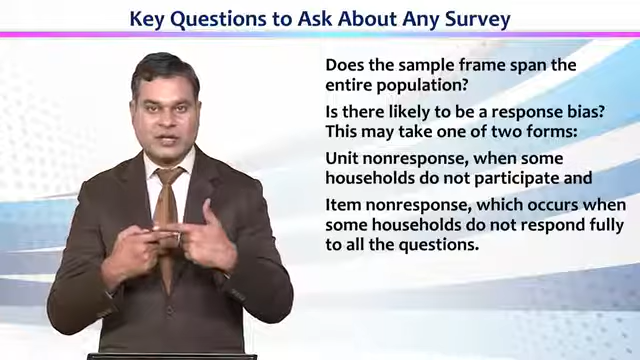 Key Questions to Ask About Any Survey
Does the sample frame span the
entire population?
Is there likely to be a response bias?
This may take one of two forms:
Unit nonresponse, when some
households do not participate and
Item nonresponse, which occurs when
some households do not respond fully
to all the questions.